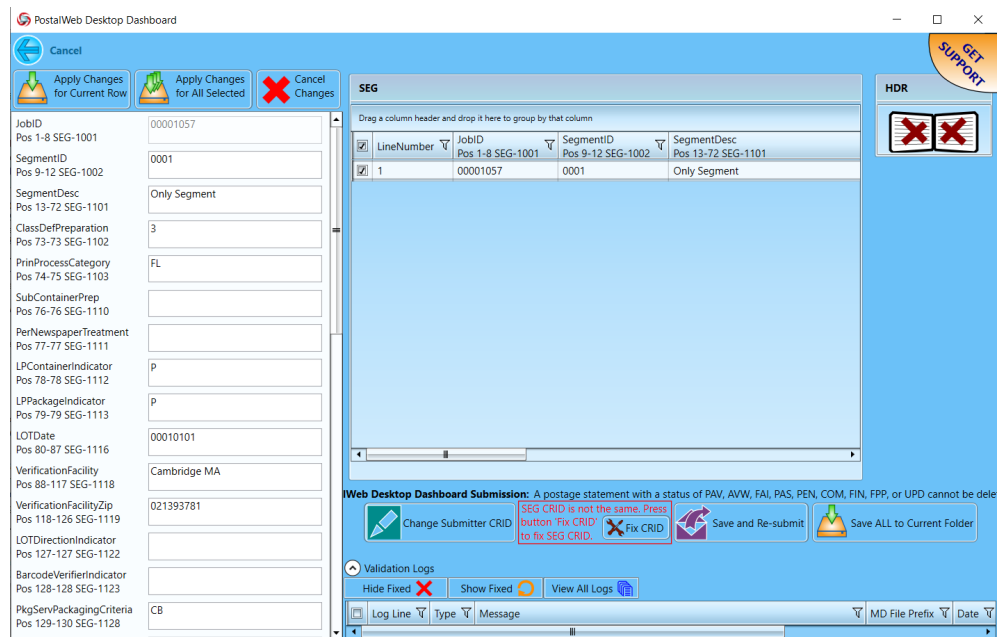 PostalWeb Desktop Dashboard
Cancel
GET
SUPPORT
Apply Changes
for Current Row
Apply Changes
for All Selected
Cancel
Changes
JobID
Pos 1-8 SEG-1001
00001057
SegmentID
Pos 9-12 SEG-1002
0001
SegmentDesc
Pos 13-72 SEG-1101
Only Segment
ClassDefPreparation
Pos 73-73 SEG-1102
3
PrinProcessCategory
Pos 74-75 SEG-1103
FL
SubContainerPrep
Pos 76-76 SEG-1110
PerNewspaperTreatment
Pos 77-77 SEG-1111
LPContainerIndicator
Pos 78-78 SEG-1112
P
LPPackageIndicator
Pos 79-79 SEG-1113
P
LOTDate
Pos 80-87 SEG-1116
00010101
VerificationFacility
Pos 88-117 SEG-1118
Cambridge MA
VerificationFacilityZip
Pos 118-126 SEG-1119
021393781
LOTDirectionIndicator
Pos 127-127 SEG-1122
BarcodeVerifierIndicator
Pos 128-128 SEG-1123
PkgServPackagingCriteria
Pos 129-130 SEG-1128
CB
SEG
Drag a column header and drop it here to group by that column
LineNumber
JobID
Pos 1-8 SEG-1001
SegmentID
Pos 9-12 SEG-1002
SegmentDesc
Pos 13-72 SEG-1101
1 00001057 0001 Only Segment
HDR
IWeb Desktop Dashboard Submission: A postage statement with a status of PAV, AVW, FAI, PAS, PEN, COM, FIN, FPP, or UPD cannot be dele
Change Submitter CRID
SEG CRID is not the same. Press
button 'Fix CRID'
to fix SEG CRID.
Fix CRID
Save and Re-submit
Save ALL to Current Folder
Validation Logs
Hide Fixed
Show Fixed
View All Logs
Log Line Type Message MD File Prefix Date